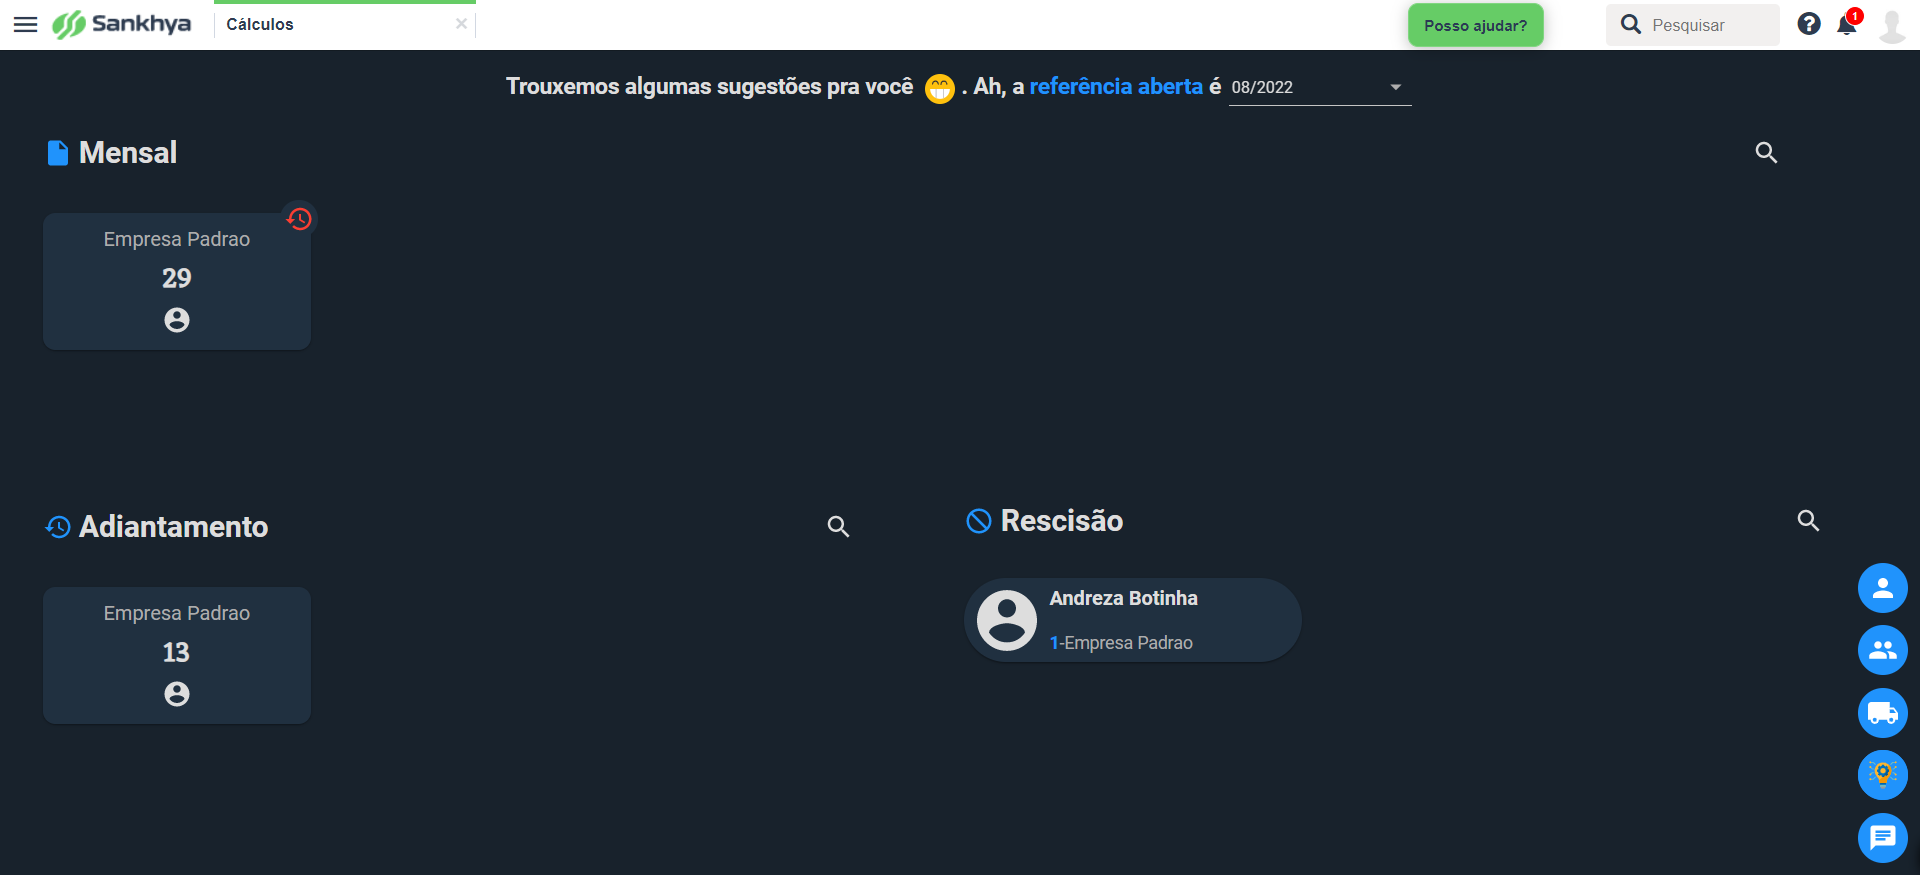 Sankhya
Cálculos
Posso ajudar?
Pesquisar
1
Trouxemos algumas sugestões pra você . Ah, a referência aberta é 08/2022
Mensal
Empresa Padrao
29
Adiantamento
Empresa Padrao
13
Rescisão
Andreza Botinha
1-Empresa Padrao